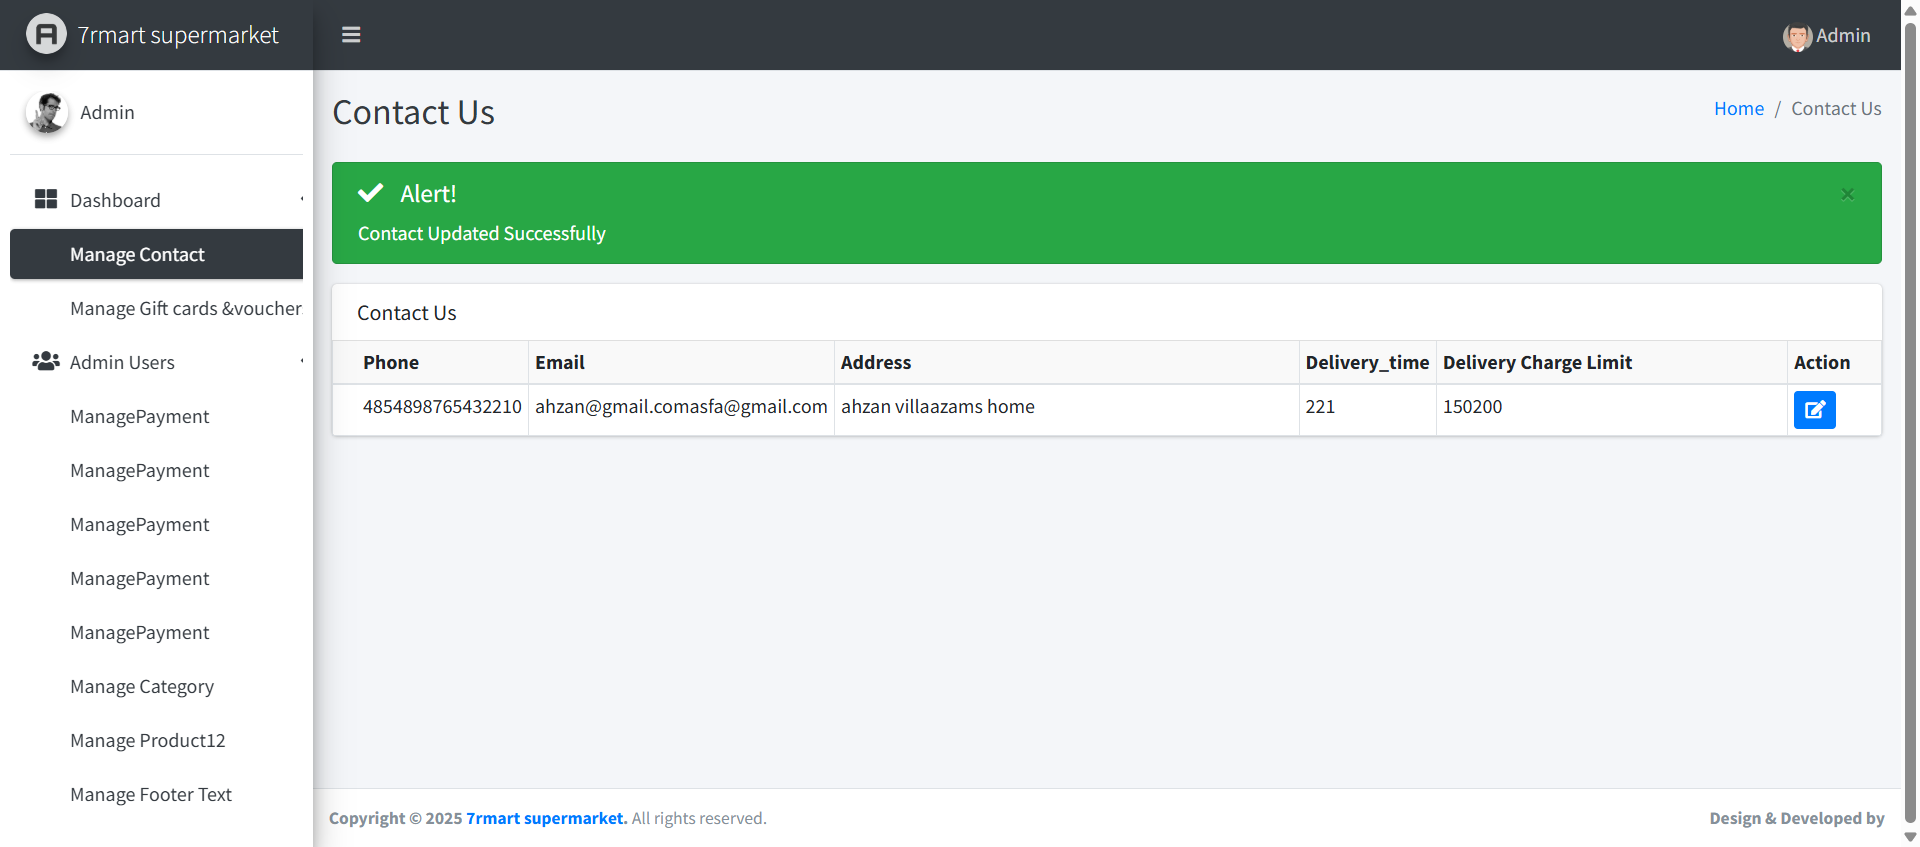 7rmart supermarket
Admin
Admin
Contact Us
Home / Contact Us
Dashboard
Manage Contact
Manage Gift cards &voucher
Admin Users
ManagePayment
ManagePayment
ManagePayment
ManagePayment
ManagePayment
Manage Category
Manage Product12
Manage Footer Text
Alert!
×
Contact Updated Successfully
Contact Us
Phone Email Address Delivery_time Delivery Charge Limit Action
4854898765432210 ahzan@gmail.comasfa@gmail.com ahzan villaazams home 221 150200
Copyright © 2025 7rmart supermarket. All rights reserved.
Design & Developed by